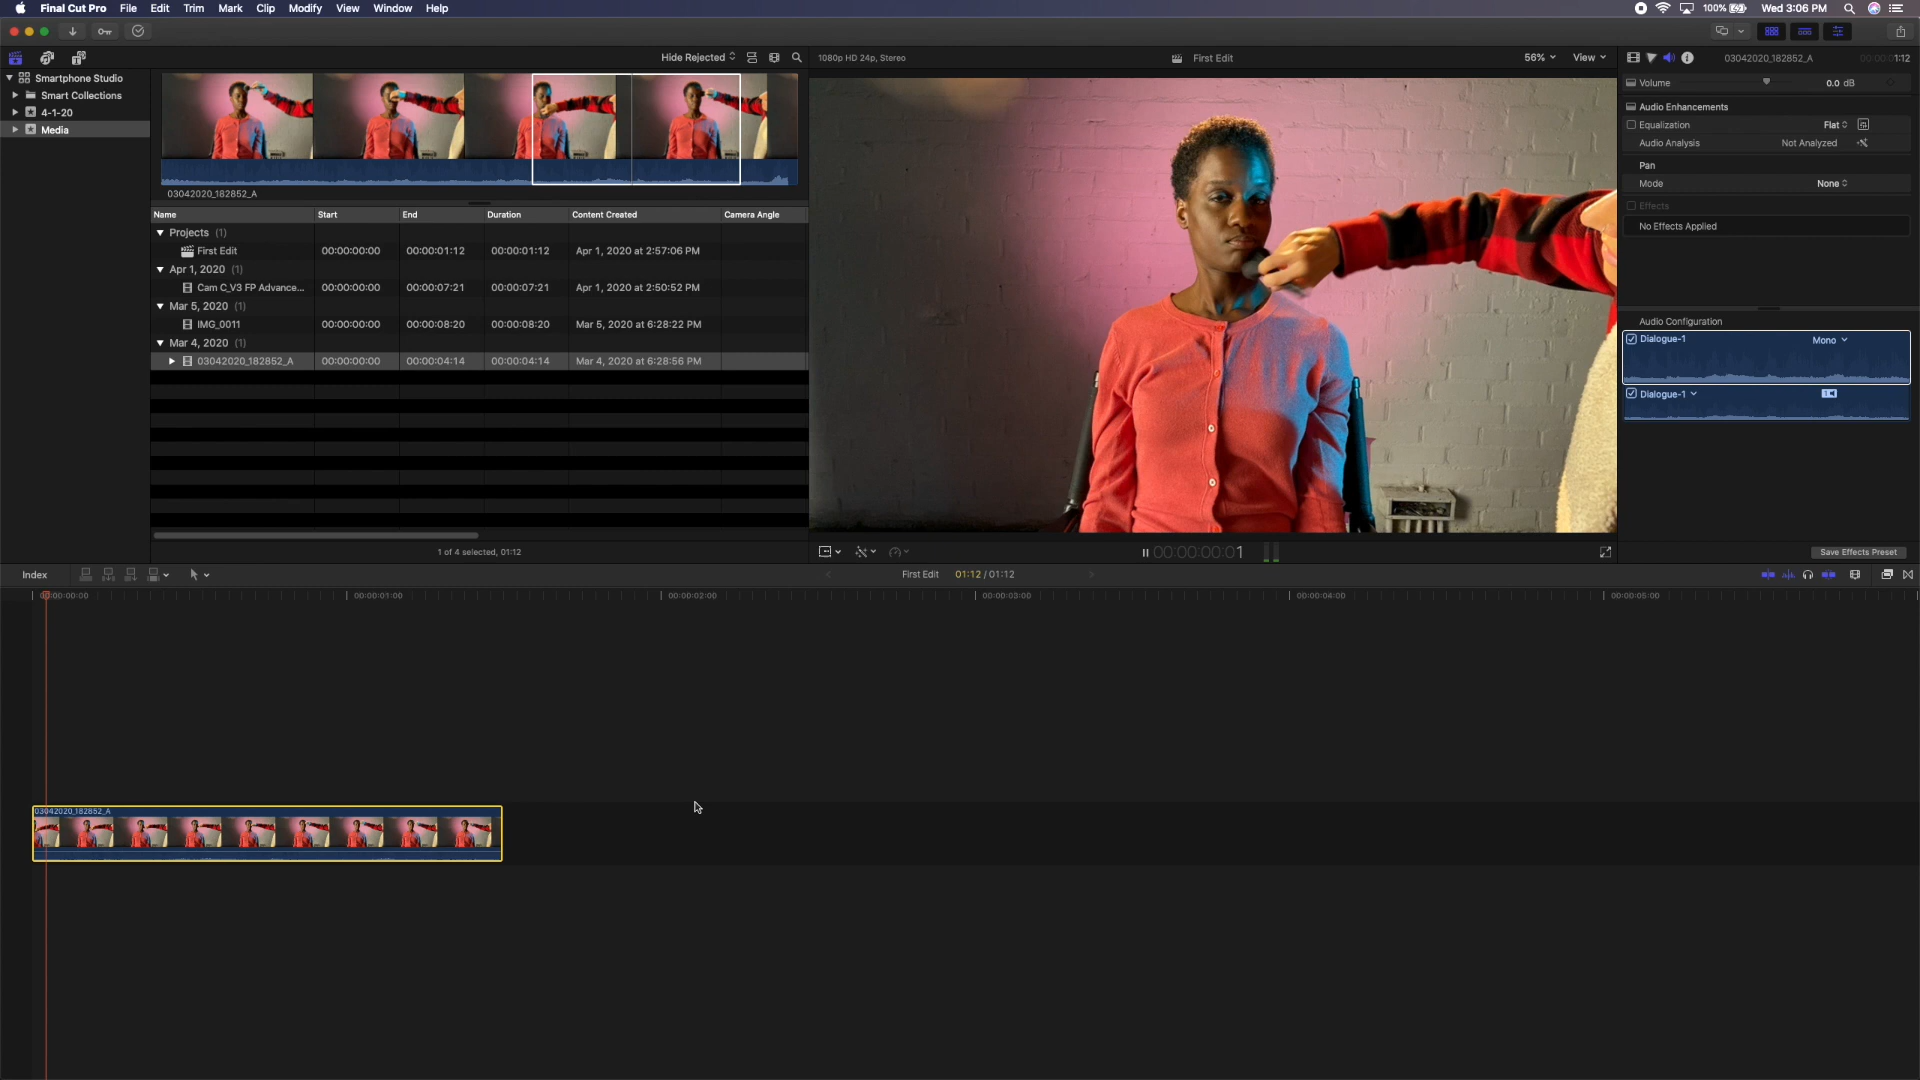 Final Cut Pro File Edit Trim Mark Clip Modify View Window Help 100% Wed 3:06 PM
Hide Rejected
1080p HD 24p, Stereo
First Edit
56%
View
03042020_182852_A
1:12
Smartphone Studio
Smart Collections
4-1-20
Media
03042020_182852_A
Name Start End Duration Content Created Camera Angle
Projects (1)
First Edit 00:00:00:00 00:00:01:12 00:00:01:12 Apr 1, 2020 at 2:57:06 PM
Apr 1, 2020 (1)
Cam C_V3 FP Advance... 00:00:00:00 00:00:07:21 00:00:07:21 Apr 1, 2020 at 2:50:52 PM
Mar 5, 2020 (1)
IMG_0011 00:00:00:00 00:00:08:20 00:00:08:20 Mar 5, 2020 at 6:28:22 PM
Mar 4, 2020 (1)
03042020_182852_A 00:00:00:00 00:00:04:14 00:00:04:14 Mar 4, 2020 at 6:28:56 PM
1 of 4 selected, 01:12
00:00:00:01
Volume 0.0 dB
Audio Enhancements
Equalization Flat
Audio Analysis Not Analyzed
Pan
Mode None
Effects
No Effects Applied
Audio Configuration
Dialogue-1 Mono
Dialogue-1
Save Effects Preset
Index
First Edit 01:12 / 01:12
00:00:00:00 00:00:01:00 00:00:02:00 00:00:03:00 00:00:04:00 00:00:05:00
03042020_182852_A